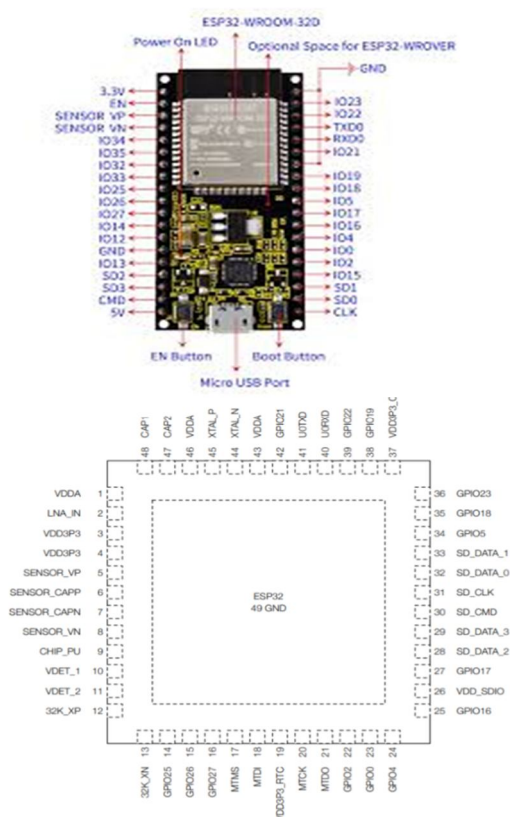 ESP32-WROOM-32D
Power On LED
Optional Space for ESP32-WROVER
GND
3.3V
EN
SENSOR VP
SENSOR VN
IO34
IO35
IO32
IO33
IO25
IO26
IO27
IO14
IO12
GND
IO13
SD2
SD3
CMD
5V
IO23
IO22
TXD0
RXD0
IO21
IO19
IO18
IO5
IO17
IO16
IO4
IO0
IO2
IO15
SD1
SD0
CLK
EN Button
Boot Button
Micro USB Port
48 CAP1
47 CAP2
46 VDDA
45 XTAL_P
44 XTAL_N
43 VDDA
42 GPIO21
41 U0TXD
40 U0RXD
39 GPIO22
38 GPIO19
37 VDD3P3_C
VDDA 1
LNA_IN 2
VDD3P3 3
VDD3P3 4
SENSOR_VP 5
SENSOR_CAPP 6
SENSOR_CAPN 7
SENSOR_VN 8
CHIP_PU 9
VDET_1 10
VDET_2 11
32K_XP 12
ESP32
49 GND
36 GPIO23
35 GPIO18
34 GPIO5
33 SD_DATA_1
32 SD_DATA_0
31 SD_CLK
30 SD_CMD
29 SD_DATA_3
28 SD_DATA_2
27 GPIO17
26 VDD_SDIO
25 GPIO16
32K_XN 13
GPIO25 14
GPIO26 15
GPIO27 16
MTMS 17
MTDI 18
DD3P3_RTC 19
MTCK 20
MTDO 21
GPIO2 22
GPIO0 23
GPIO4 24